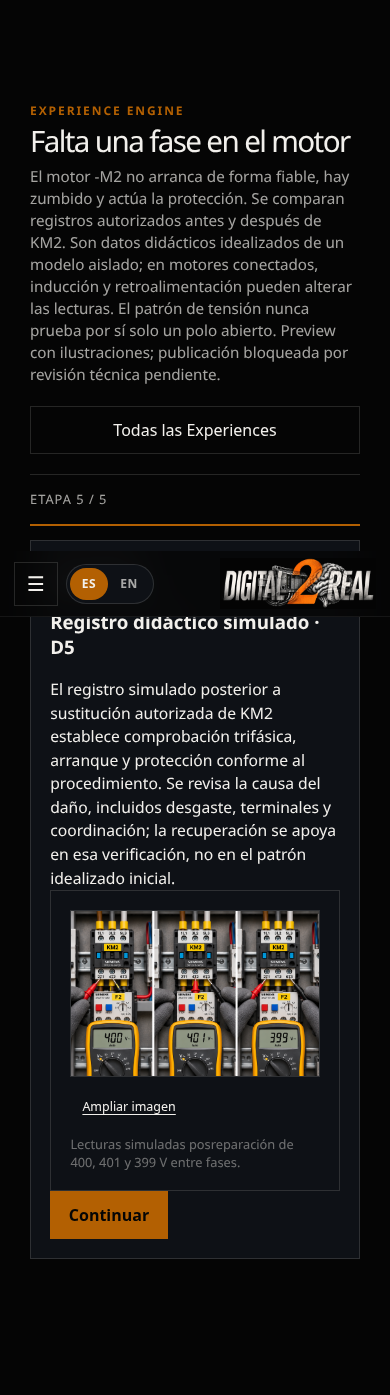 EXPERIENCE ENGINE
Falta una fase en el motor
El motor -M2 no arranca de forma fiable, hay
zumbido y actúa la protección. Se comparan
registros autorizados antes y después de
KM2. Son datos didácticos idealizados de un
modelo aislado; en motores conectados,
inducción y retroalimentación pueden alterar
las lecturas. El patrón de tensión nunca
prueba por sí solo un polo abierto. Preview
con ilustraciones; publicación bloqueada por
revisión técnica pendiente.
Todas las Experiences
ETAPA 5 / 5
☰ ES EN DIGITAL 2 REAL
Registro didáctico simulado ·
D5
El registro simulado posterior a
sustitución autorizada de KM2
establece comprobación trifásica,
arranque y protección conforme al
procedimiento. Se revisa la causa del
daño, incluidos desgaste, terminales y
coordinación; la recuperación se apoya
en esa verificación, no en el patrón
idealizado inicial.
KM2 KM2 KM2
F2 F2 F2
400 401 399
Ampliar imagen
Lecturas simuladas posreparación de
400, 401 y 399 V entre fases.
Continuar